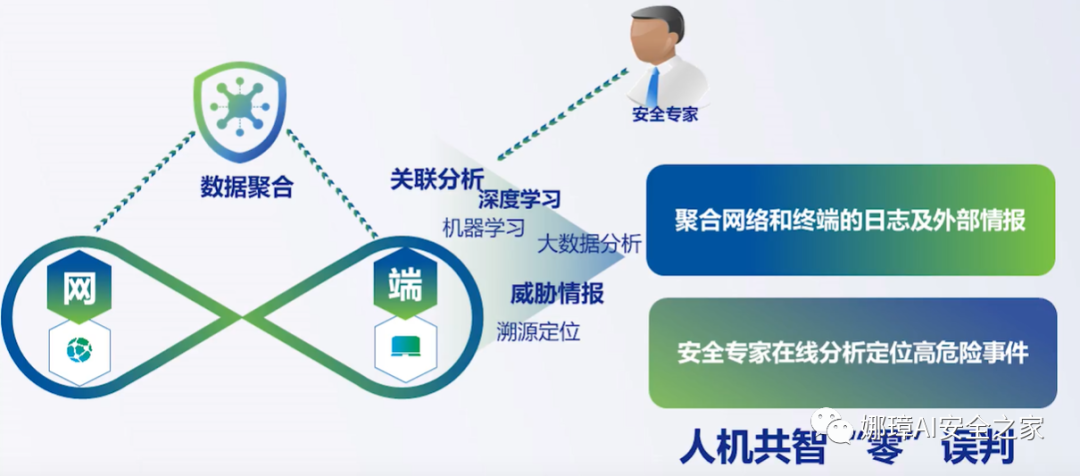 安全专家
数据聚合
关联分析
深度学习
机器学习
大数据分析
威胁情报
溯源定位
网
端
聚合网络和终端的日志及外部情报
安全专家在线分析定位高危险事件
人机共智“零”误判
娜璋AI安全之家